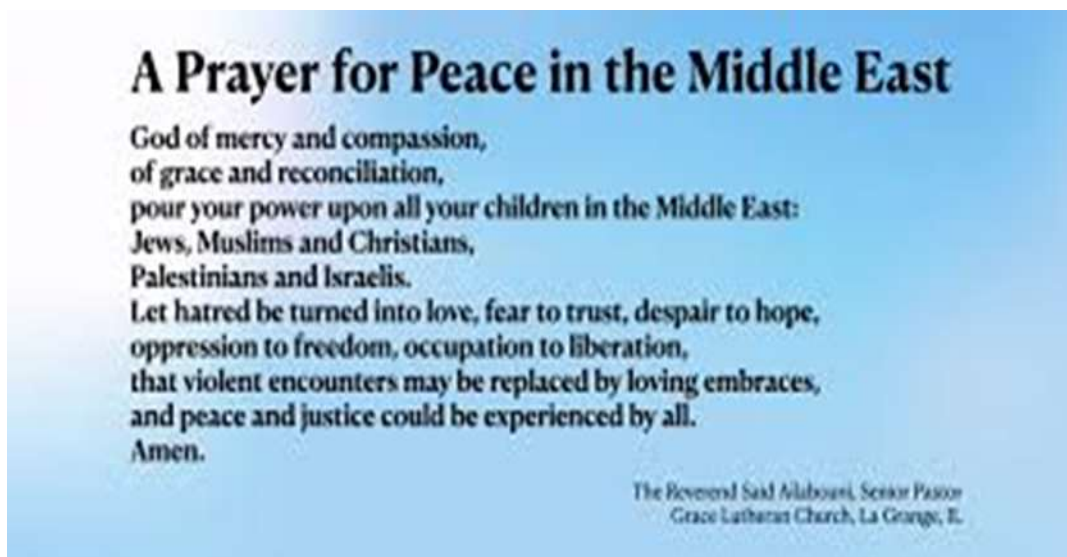 A Prayer for Peace in the Middle East
God of mercy and compassion,
of grace and reconciliation,
pour your power upon all your children in the Middle East:
Jews, Muslims and Christians,
Palestinians and Israelis.
Let hatred be turned into love, fear to trust, despair to hope,
oppression to freedom, occupation to liberation,
that violent encounters may be replaced by loving embraces,
and peace and justice could be experienced by all.
Amen.
The Reverend Said Ailabouni, Senior Pastor
Grace Lutheran Church, La Grange, IL